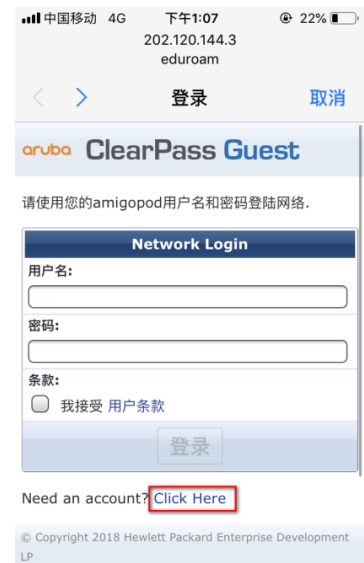 中国移动 4G 下午1:07 22%
202.120.144.3
eduroam
登录 取消
aruba ClearPass Guest
请使用您的amigopod用户名和密码登陆网络.
Network Login
用户名:
密码:
条款:
我接受 用户条款
登录
Need an account? Click Here
© Copyright 2018 Hewlett Packard Enterprise Development
LP